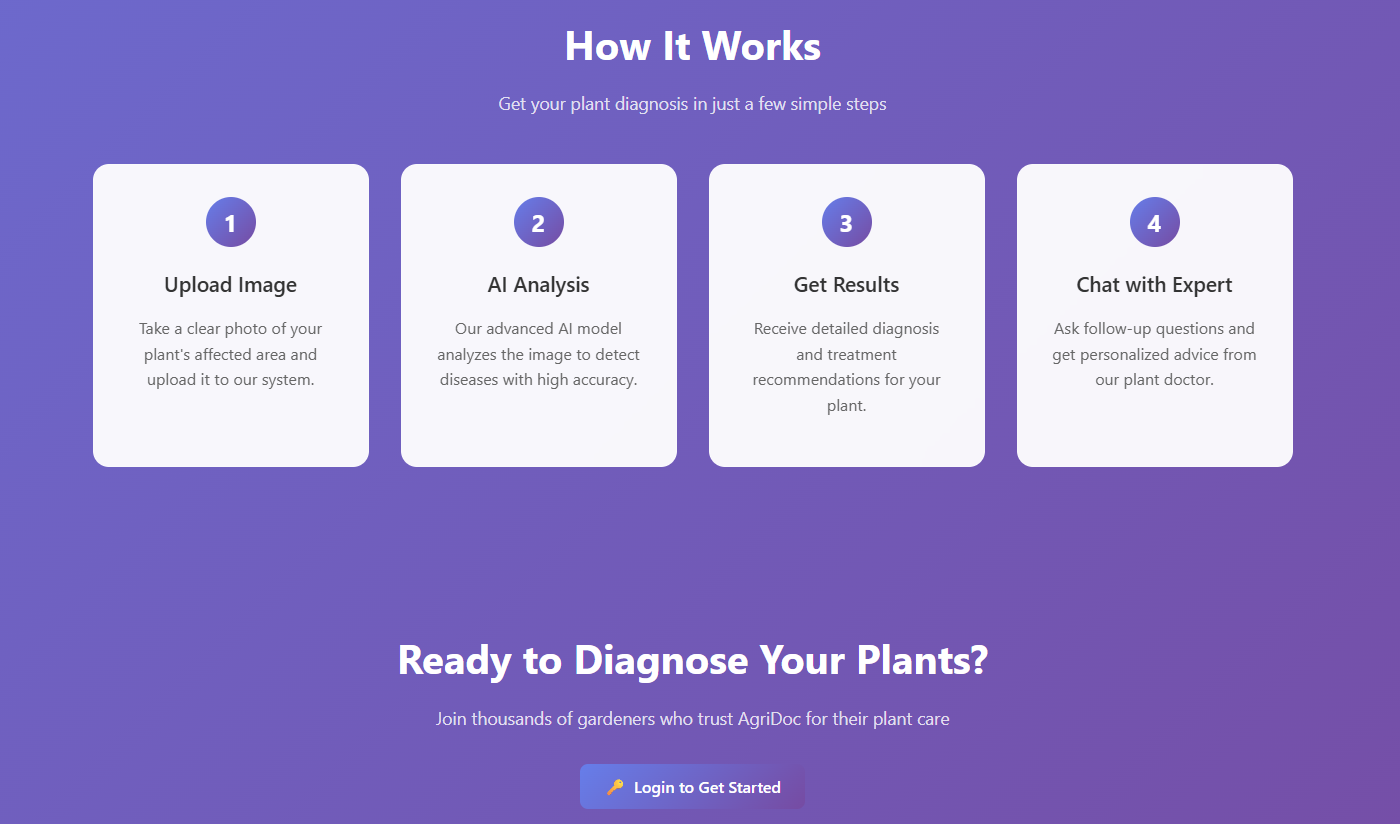 How It Works
Get your plant diagnosis in just a few simple steps
1
Upload Image
Take a clear photo of your
plant's affected area and
upload it to our system.
2
AI Analysis
Our advanced AI model
analyzes the image to detect
diseases with high accuracy.
3
Get Results
Receive detailed diagnosis
and treatment
recommendations for your
plant.
4
Chat with Expert
Ask follow-up questions and
get personalized advice from
our plant doctor.
Ready to Diagnose Your Plants?
Join thousands of gardeners who trust AgriDoc for their plant care
Login to Get Started